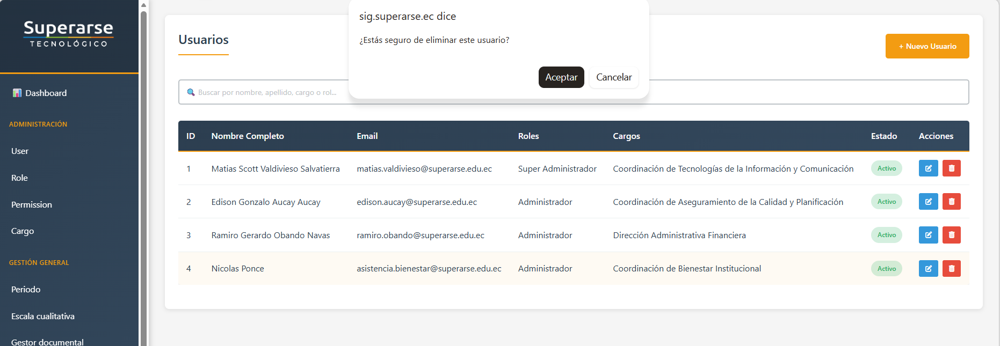 Superarse
TECNOLÓGICO
Dashboard
ADMINISTRACIÓN
User
Role
Permission
Cargo
GESTIÓN GENERAL
Periodo
Escala cualitativa
Gestor documental
sig.superarse.ec dice
¿Estás seguro de eliminar este usuario?
Aceptar Cancelar
Usuarios
+ Nuevo Usuario
Buscar por nombre, apellido, cargo o rol...
ID Nombre Completo Email Roles Cargos Estado Acciones
1 Matias Scott Valdivieso Salvatierra matias.valdivieso@superarse.edu.ec Super Administrador Coordinación de Tecnologías de la Información y Comunicación Activo
2 Edison Gonzalo Aucay Aucay edison.aucay@superarse.edu.ec Administrador Coordinación de Aseguramiento de la Calidad y Planificación Activo
3 Ramiro Gerardo Obando Navas ramiro.obando@superarse.edu.ec Administrador Dirección Administrativa Financiera Activo
4 Nicolas Ponce asistencia.bienestar@superarse.edu.ec Administrador Coordinación de Bienestar Institucional Activo